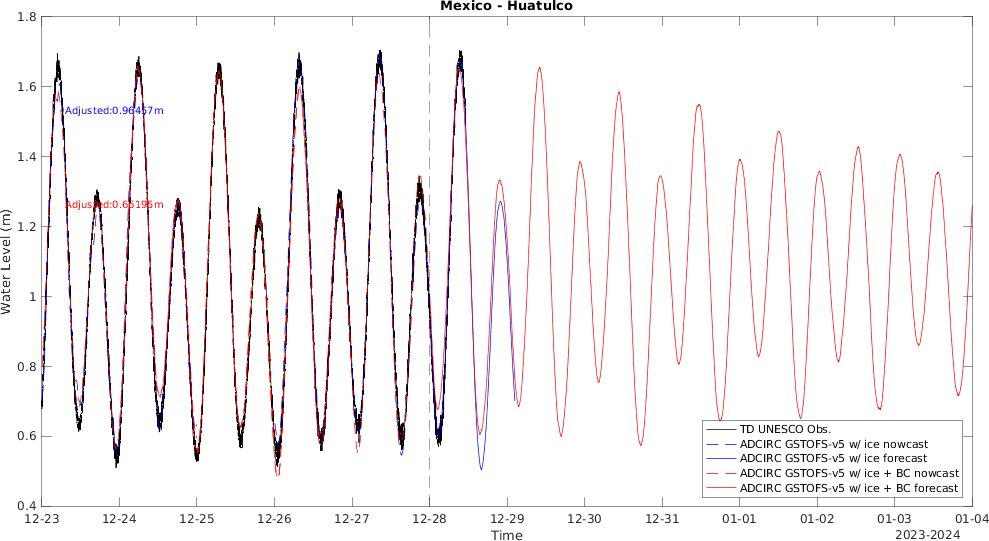 Mexico - Huatulco
1.8
1.6
1.4
1.2
1
0.8
0.6
0.4
Water Level (m)
Adjusted:0.96457m
Adjusted:0.65195m
TD UNESCO Obs.
ADCIRC GSTOFS-v5 w/ ice nowcast
ADCIRC GSTOFS-v5 w/ ice forecast
ADCIRC GSTOFS-v5 w/ ice + BC nowcast
ADCIRC GSTOFS-v5 w/ ice + BC forecast
12-23 12-24 12-25 12-26 12-27 12-28 12-29 12-30 12-31 01-01 01-02 01-03 01-04
Time
2023-2024